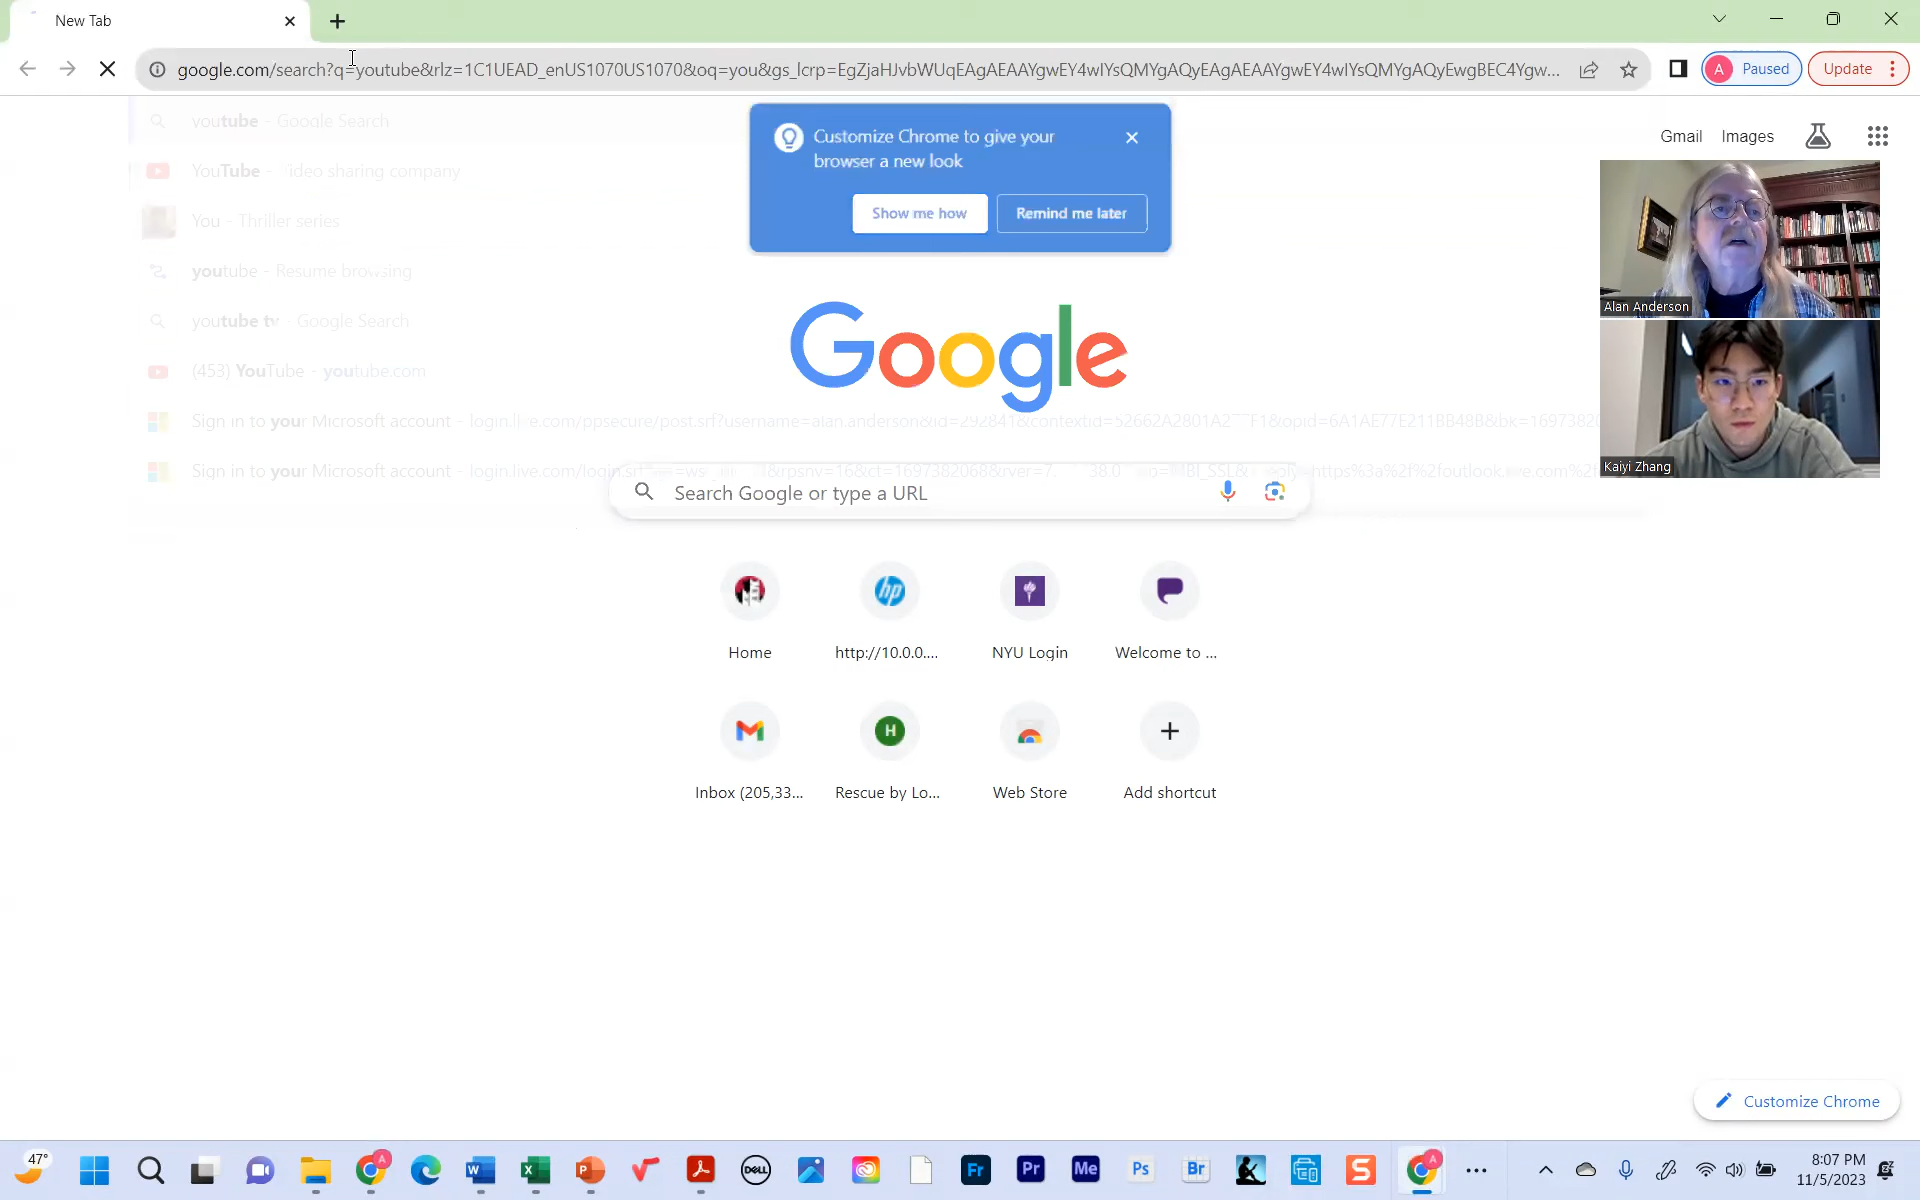 New Tab
google.com/search?q=youtube&rlz=1C1UEAD_enUS1070US1070&oq=you&gs_lcrp=EgZjaHJvbWUqEAgAEAAYgwEY4wIYsQMYgAQyEAgAEAAYgwEY4wIYsQMYgAQyEwgBEC4Ygw...
A Paused
Update
youtube - Google Search
YouTube - video sharing company
You - Thriller series
youtube - Resume browsing
youtube tv - Google Search
(453) YouTube - youtube.com
Sign in to your Microsoft account
Sign in to your Microsoft account
Customize Chrome to give your
browser a new look
Show me how
Remind me later
Gmail
Images
Alan Anderson
Kaiyi Zhang
Google
Search Google or type a URL
Home
http://10.0.0....
NYU Login
Welcome to ...
Inbox (205,33...
Rescue by Lo...
Web Store
Add shortcut
Customize Chrome
47°
8:07 PM
11/5/2023